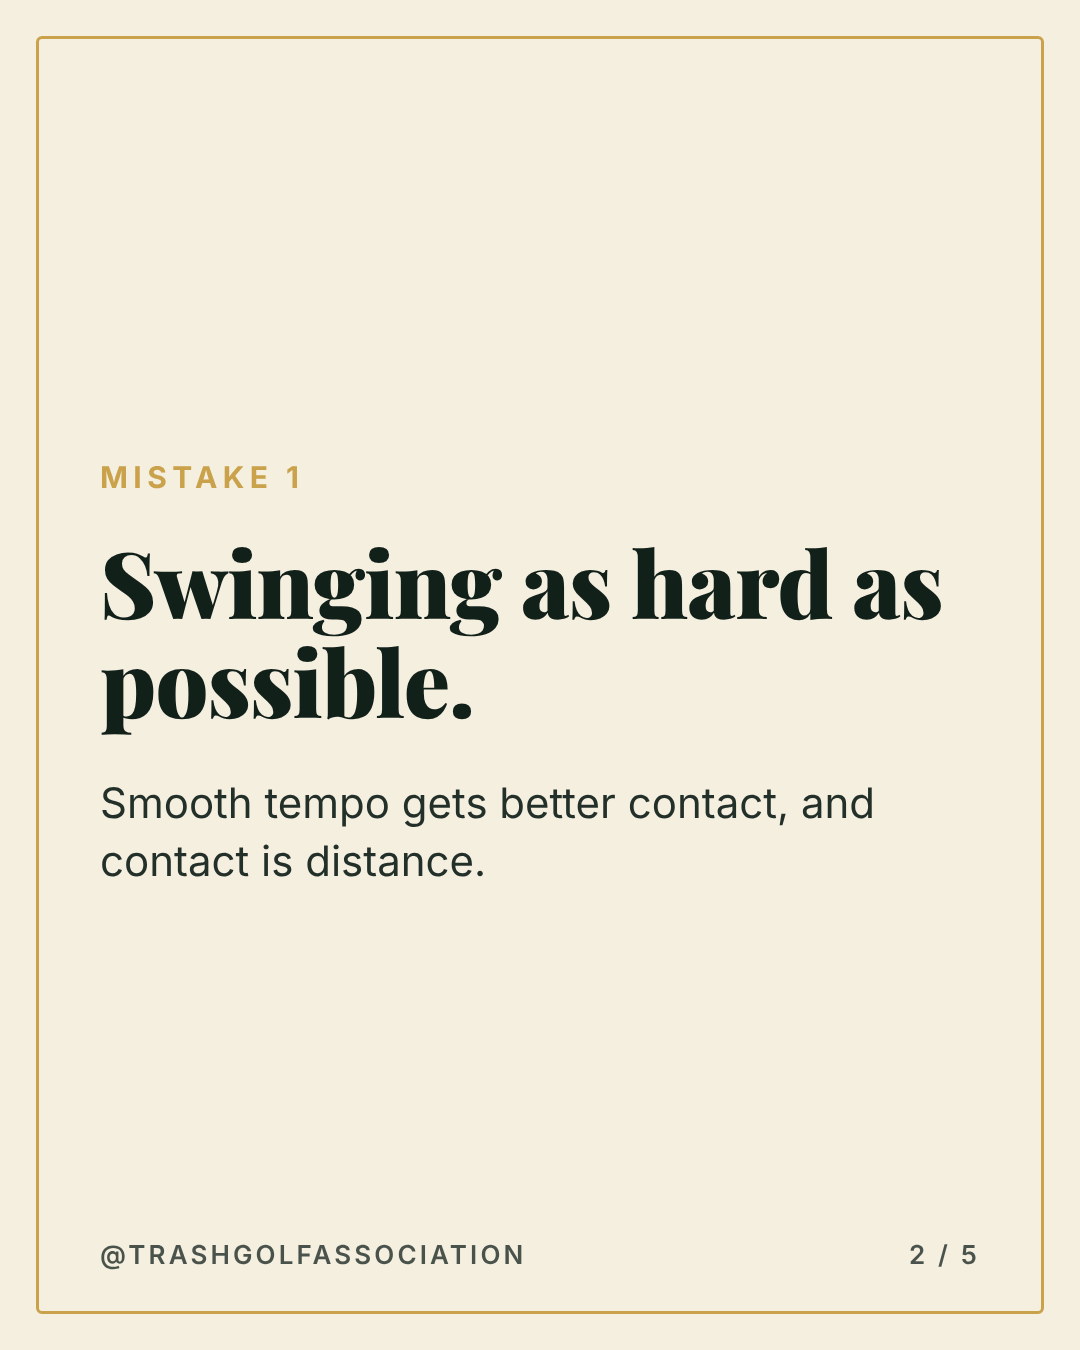 MISTAKE 1
Swinging as hard as
possible.
Smooth tempo gets better contact, and
contact is distance.
@TRASHGOLFASSOCIATION
2 / 5